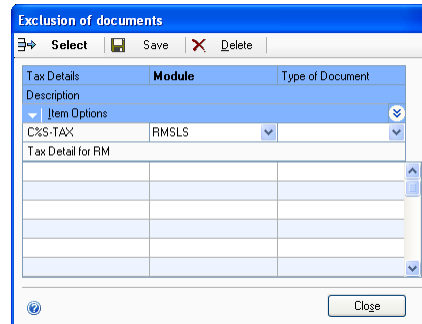 Exclusion of documents
Select Save Delete
Tax Details Module Type of Document
Description
Item Options
C%S-TAX RMSLS
Tax Detail for RM
Close